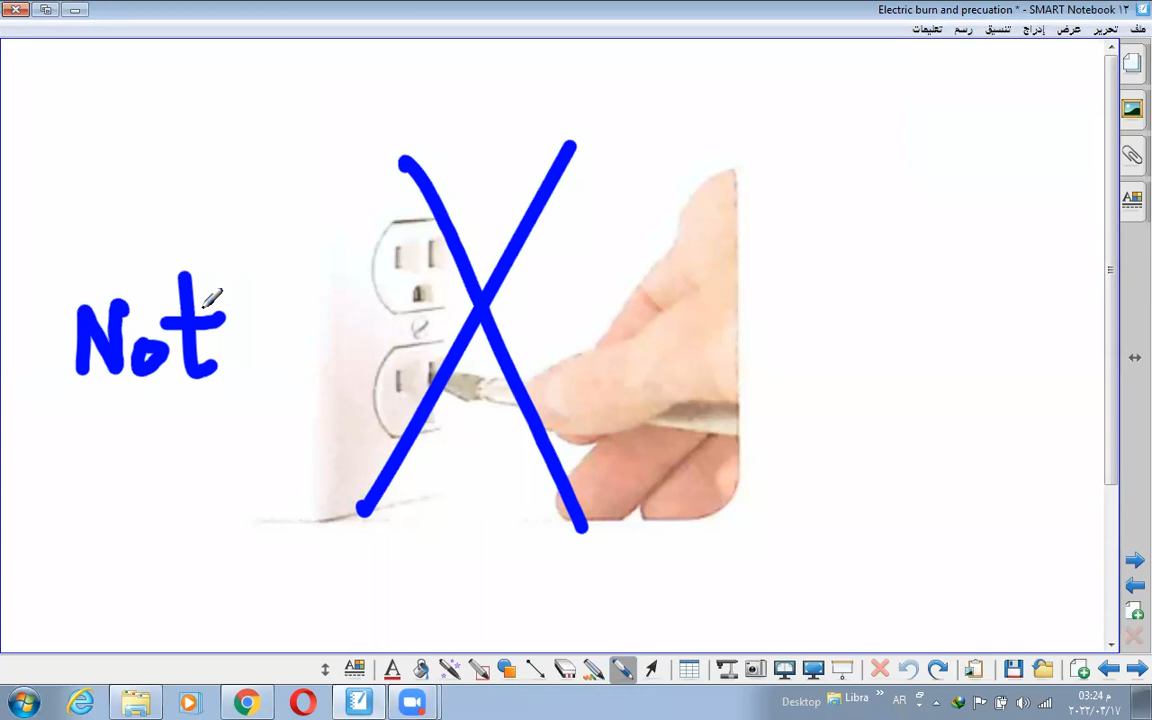 Electric burn and precuation * - SMART Notebook ١٣
ملف تحرير عرض إدراج تنسيق رسم تعليمات
Not
Desktop Libra » AR م 03:24
٢٠٢٢/٠٣/١٧